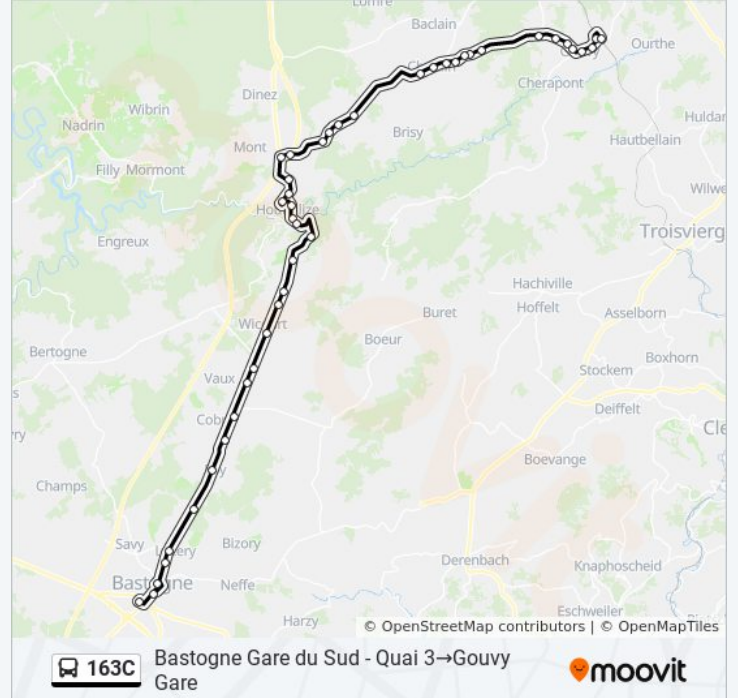 Lomré
Baclain
Ourthe
Cherapont
Dinez
Wibrin
Nadrin
Huldar
Brisy
Hautbellain
Mont
Filly Mormont
Wilwe
Engreux
Troisvierg
Hachiville
Hoffelt
Asselborn
Buret
Boeur
Bertogne
Boxhorn
Vaux
Stockem
Deiffelt
Cle
Boevange
Champs
Savy
Bizory
Derenbach
Knaphoscheid
Bastogne
Neffe
Eschweiler
Harzy
© OpenStreetMap contributors | © OpenMapTiles
163C
Bastogne Gare du Sud - Quai 3→Gouvy
Gare
moovit